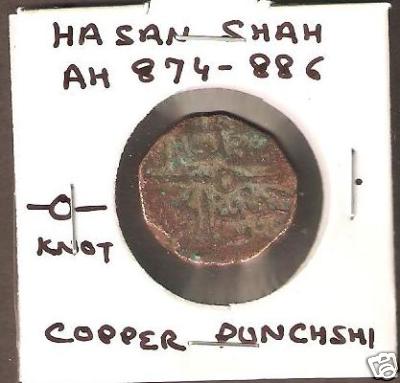 HASAN SHAH
AH 874-886
KNOT
COPPER PUNCHSHI